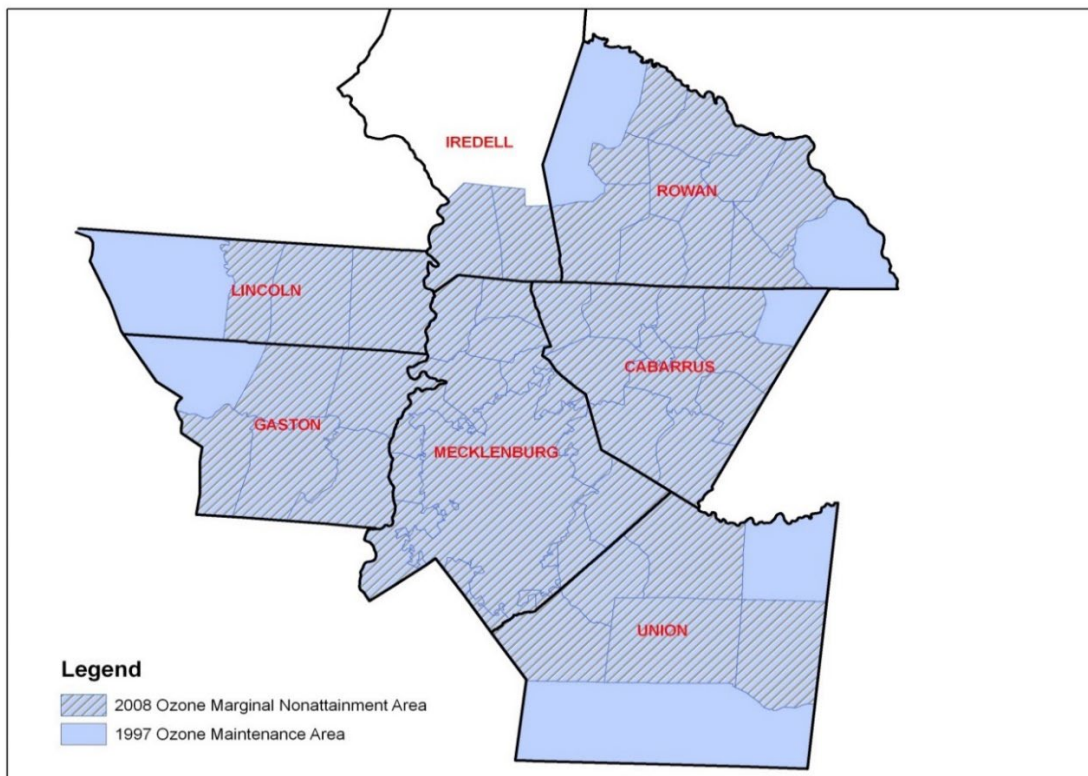 IREDELL
ROWAN
LINCOLN
CABARRUS
GASTON
MECKLENBURG
UNION
Legend
2008 Ozone Marginal Nonattainment Area
1997 Ozone Maintenance Area